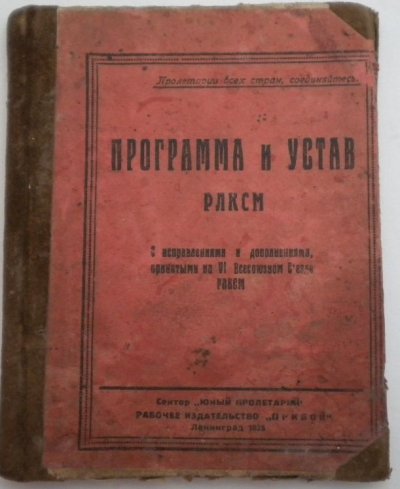 Пролетарии всех стран, соединяйтесь.
ПРОГРАММА и УСТАВ
РЛКСМ
С исправлениями и дополнениями,
принятыми на VI Всесоюзном С'езде
РЛКСМ
Сектор „ЮНЫЙ ПРОЛЕТАРИЙ"
РАБОЧЕЕ ИЗДАТЕЛЬСТВО „ПРИБОЙ"
Ленинград